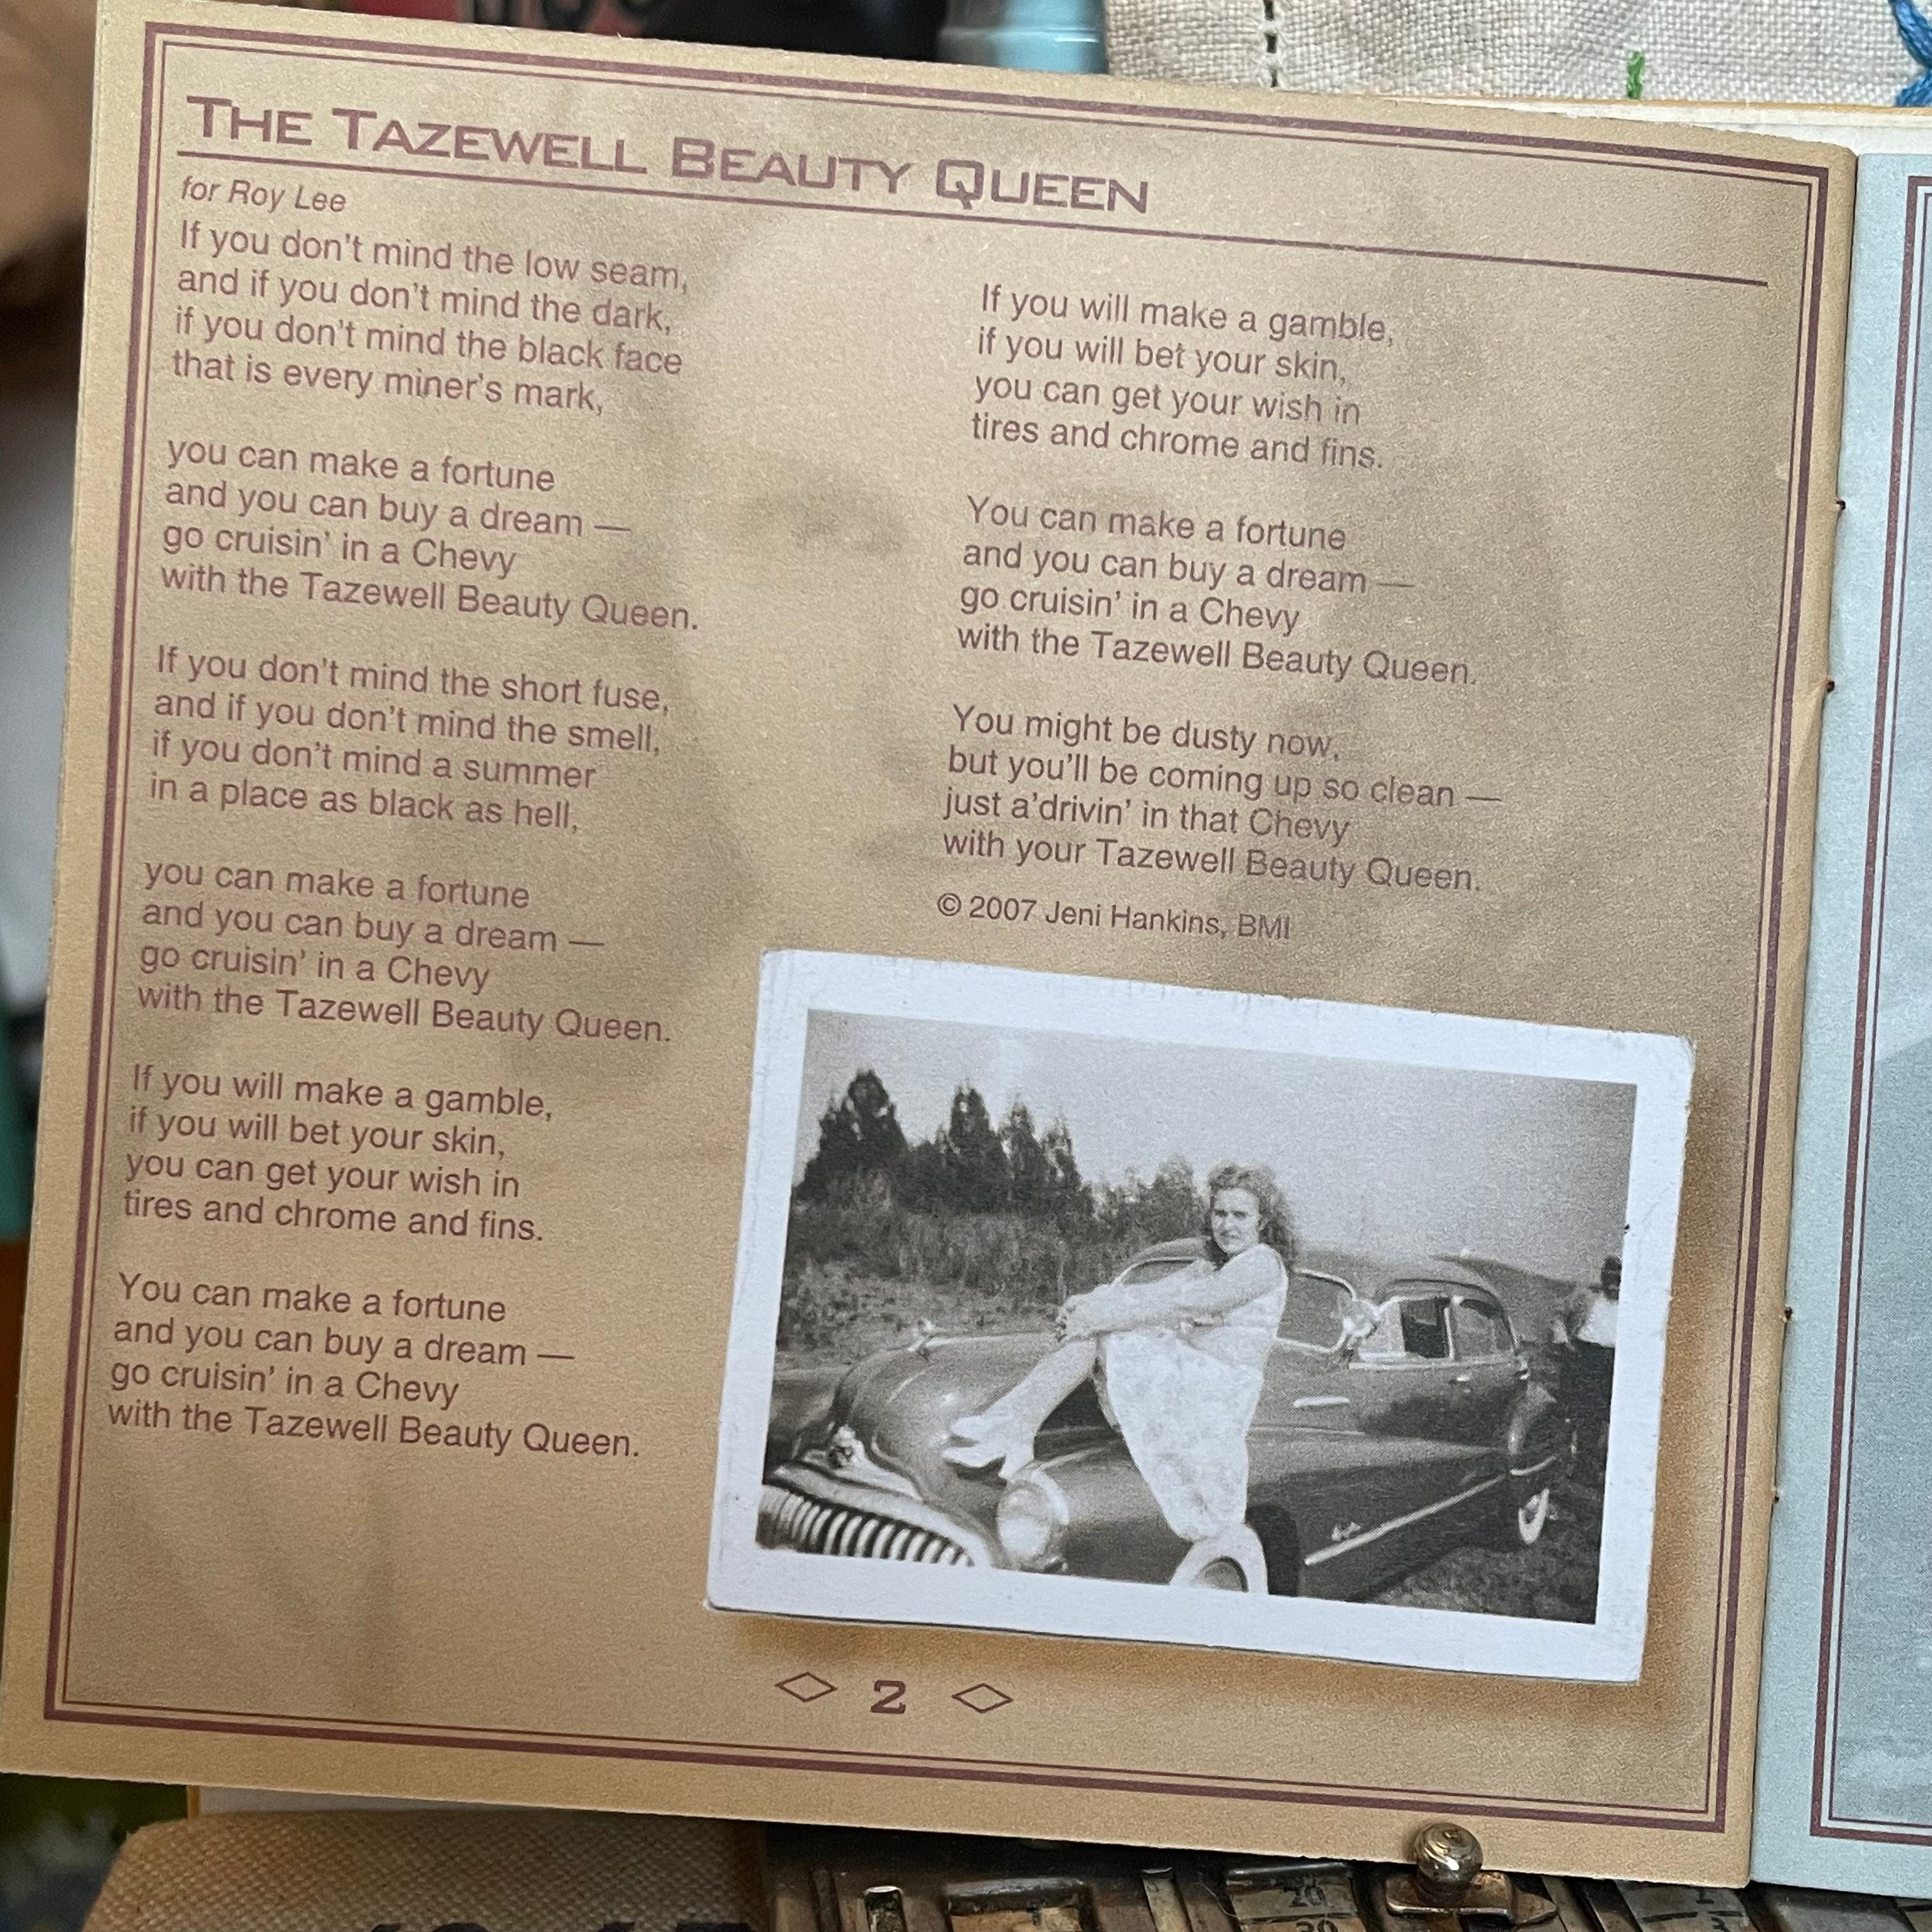 THE TAZEWELL BEAUTY QUEEN
for Roy Lee
If you don't mind the low seam,
and if you don't mind the dark,
if you don't mind the black face
that is every miner's mark,
you can make a fortune
and you can buy a dream —
go cruisin' in a Chevy
with the Tazewell Beauty Queen.
If you don't mind the short fuse,
and if you don't mind the smell,
if you don't mind a summer
in a place as black as hell,
you can make a fortune
and you can buy a dream —
go cruisin' in a Chevy
with the Tazewell Beauty Queen.
If you will make a gamble,
if you will bet your skin,
you can get your wish in
tires and chrome and fins.
You can make a fortune
and you can buy a dream —
go cruisin' in a Chevy
with the Tazewell Beauty Queen.
If you will make a gamble,
if you will bet your skin,
you can get your wish in
tires and chrome and fins.
You can make a fortune
and you can buy a dream —
go cruisin' in a Chevy
with the Tazewell Beauty Queen.
You might be dusty now,
but you'll be coming up so clean —
just a'drivin' in that Chevy
with your Tazewell Beauty Queen.
© 2007 Jeni Hankins, BMI
2
20